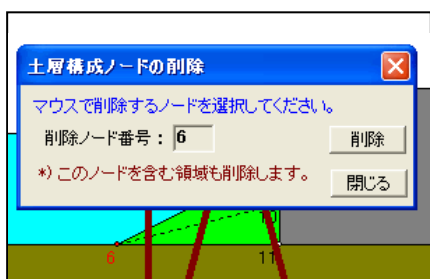 土層構成ノードの削除
マウスで削除するノードを選択してください。
削除ノード番号： 6
削除
*) このノードを含む領域も削除します。
閉じる
6
11